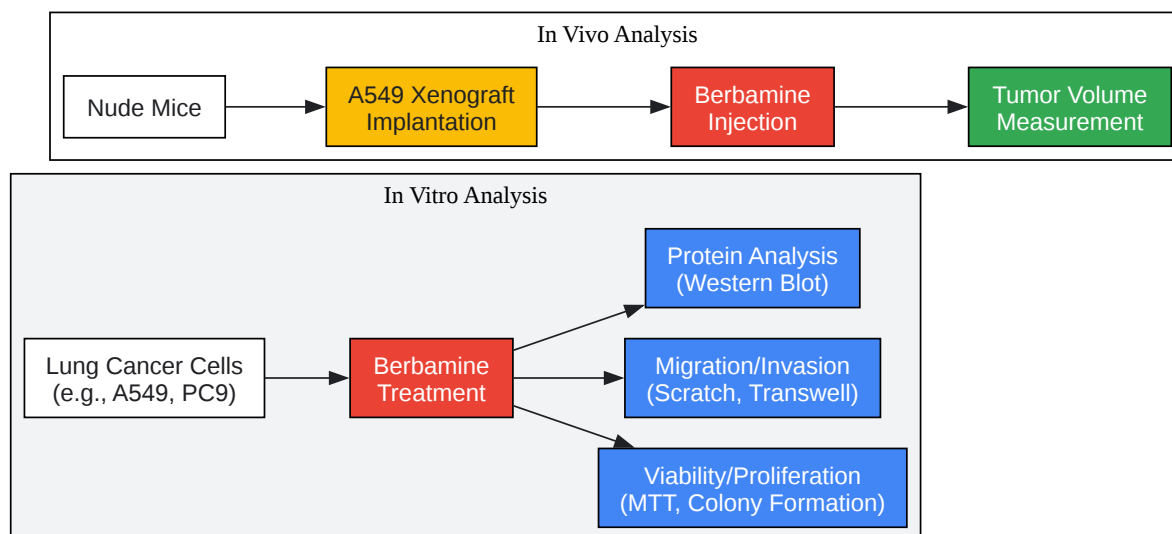 In Vivo Analysis
Nude Mice
A549 Xenograft
Implantation
Berbamine
Injection
Tumor Volume
Measurement
In Vitro Analysis
Lung Cancer Cells
(e.g., A549, PC9)
Berbamine
Treatment
Protein Analysis
(Western Blot)
Migration/Invasion
(Scratch, Transwell)
Viability/Proliferation
(MTT, Colony Formation)